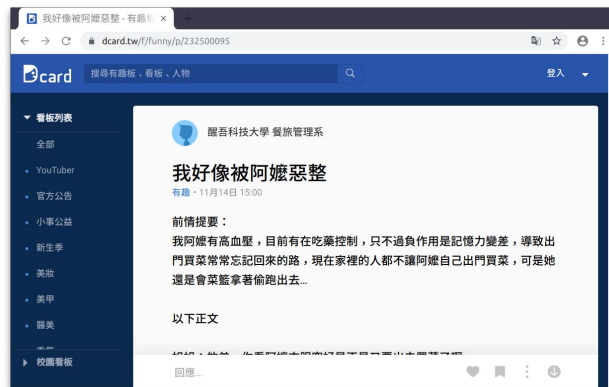 我好像被阿嬤惡整 - 有趣板
dcard.tw/f/funny/p/232500095
Dcard
搜尋有趣板、看板、人物
登入
看板列表
全部
YouTuber
官方公告
小事公益
新生季
美妝
美甲
醫美
校園看板
醒吾科技大學 餐旅管理系
我好像被阿嬤惡整
有趣・11月14日 15:00
前情提要：
我阿嬤有高血壓，目前有在吃藥控制，只不過負作用是記憶力變差，導致出
門買菜常常忘記回來的路，現在家裡的人都不讓阿嬤自己出門買菜，可是她
還是會菜籃拿著偷跑出去...
以下正文
回應...